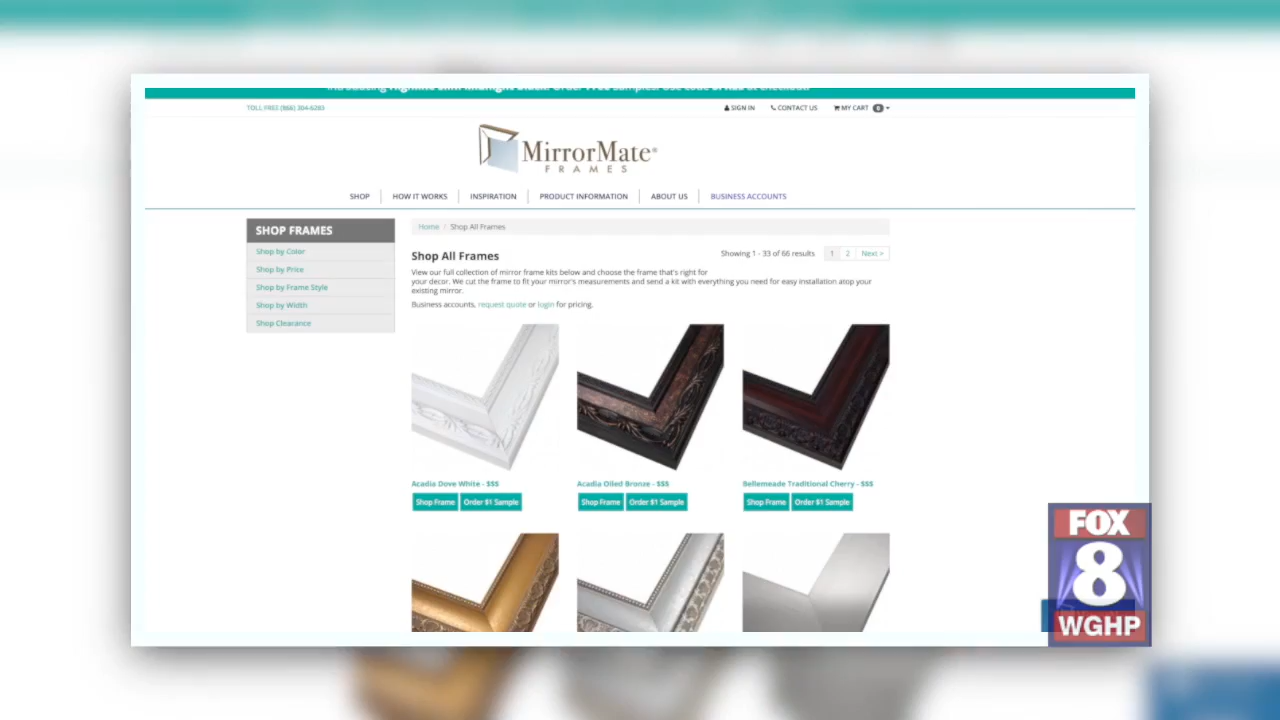 TOLL FREE (866) 304-6283
SIGN IN
CONTACT US
MY CART 0
MirrorMate®
FRAMES
SHOP
HOW IT WORKS
INSPIRATION
PRODUCT INFORMATION
ABOUT US
BUSINESS ACCOUNTS
SHOP FRAMES
Shop by Color
Shop by Price
Shop by Frame Style
Shop by Width
Shop Clearance
Home / Shop All Frames
Shop All Frames
Showing 1 - 33 of 66 results
1 2 Next »
View our full collection of mirror frame kits below and choose the frame that's right for
your decor. We cut the frame to fit your mirror's measurements and send a kit with everything you need for easy installation atop your
existing mirror.
Business accounts, request quote or login for pricing.
Acadia Dove White - $$$
Shop Frame Order $1 Sample
Acadia Oiled Bronze - $$$
Shop Frame Order $1 Sample
Bellemeade Traditional Cherry - $$$
Shop Frame Order $1 Sample
FOX
8
WGHP